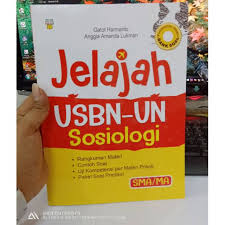 Gatot Harmanto
Angga Amanda Lukman
Jelajah
USBN-UN
Sosiologi
• Rangkuman Materi
• Contoh Soal
• Uji Kompetensi per Materi Pokok
• Paket Soal Prediksi
SMA/MA